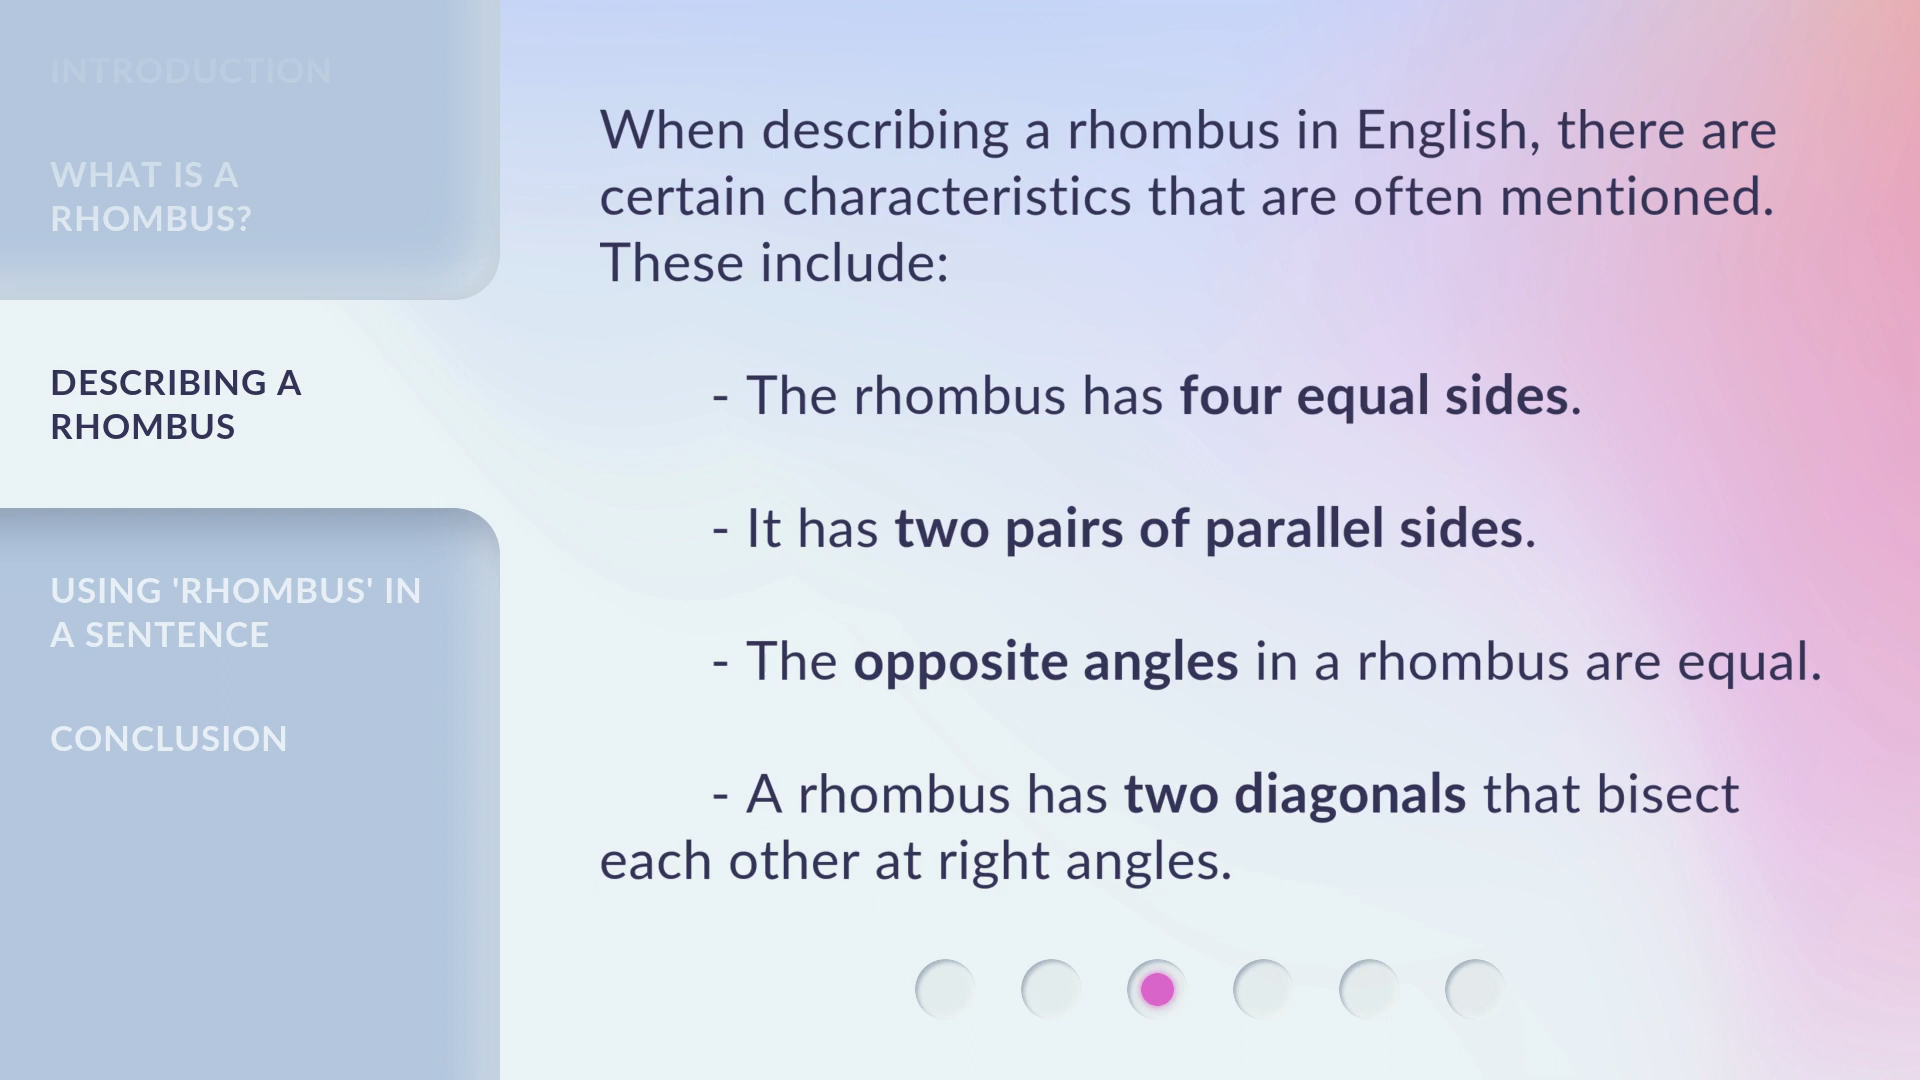 INTRODUCTION
WHAT IS A
RHOMBUS?
DESCRIBING A
RHOMBUS
USING 'RHOMBUS' IN
A SENTENCE
CONCLUSION
When describing a rhombus in English, there are
certain characteristics that are often mentioned.
These include:
- The rhombus has four equal sides.
- It has two pairs of parallel sides.
- The opposite angles in a rhombus are equal.
- A rhombus has two diagonals that bisect
each other at right angles.